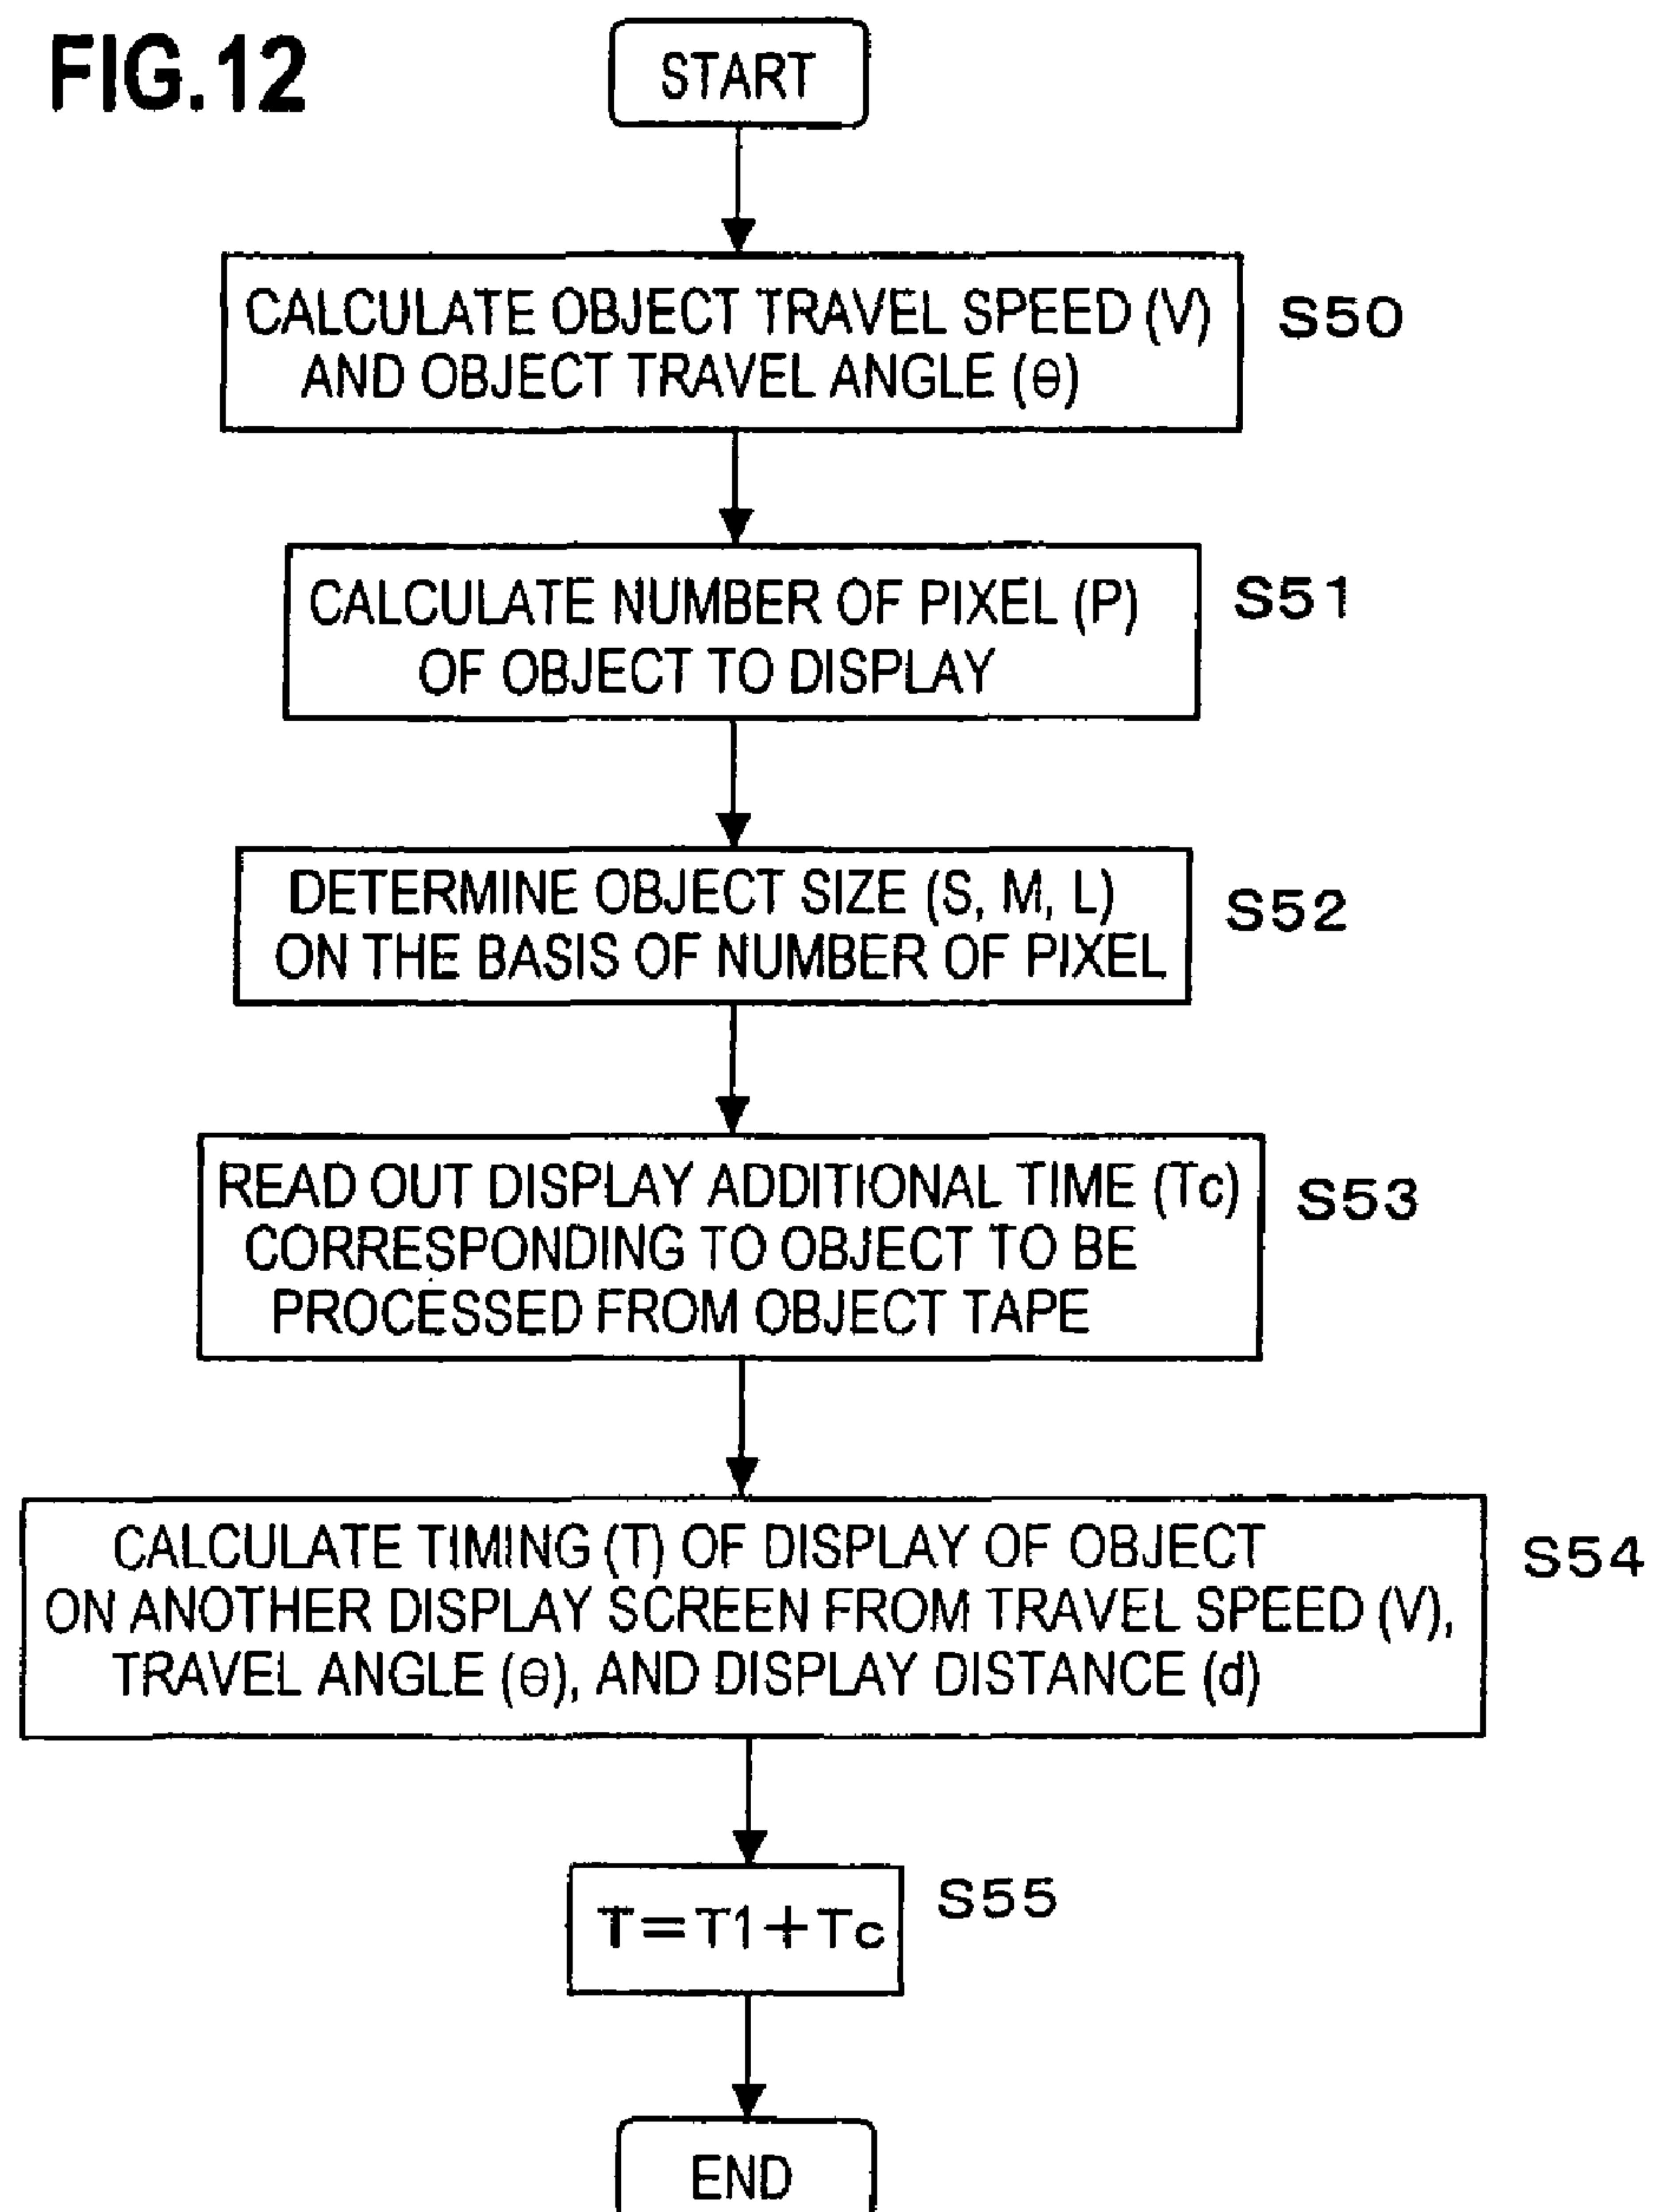 FIG.12
START
CALCULATE OBJECT TRAVEL SPEED (V)
AND OBJECT TRAVEL ANGLE (θ)
S50
CALCULATE NUMBER OF PIXEL (P)
OF OBJECT TO DISPLAY
S51
DETERMINE OBJECT SIZE (S, M, L)
ON THE BASIS OF NUMBER OF PIXEL
S52
READ OUT DISPLAY ADDITIONAL TIME (Tc)
CORRESPONDING TO OBJECT TO BE
PROCESSED FROM OBJECT TAPE
S53
CALCULATE TIMING (T) OF DISPLAY OF OBJECT
ON ANOTHER DISPLAY SCREEN FROM TRAVEL SPEED (V),
TRAVEL ANGLE (θ), AND DISPLAY DISTANCE (d)
S54
T=T1+Tc
S55
END